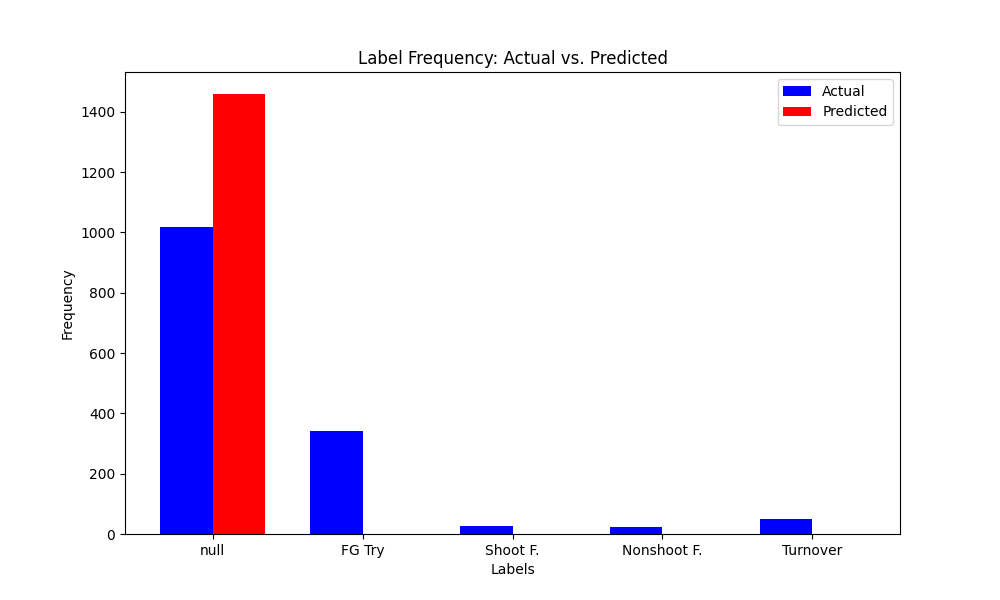 Label Frequency: Actual vs. Predicted
Actual
Predicted
1400
1200
1000
800
600
400
200
0
Frequency
null FG Try Shoot F. Nonshoot F. Turnover
Labels